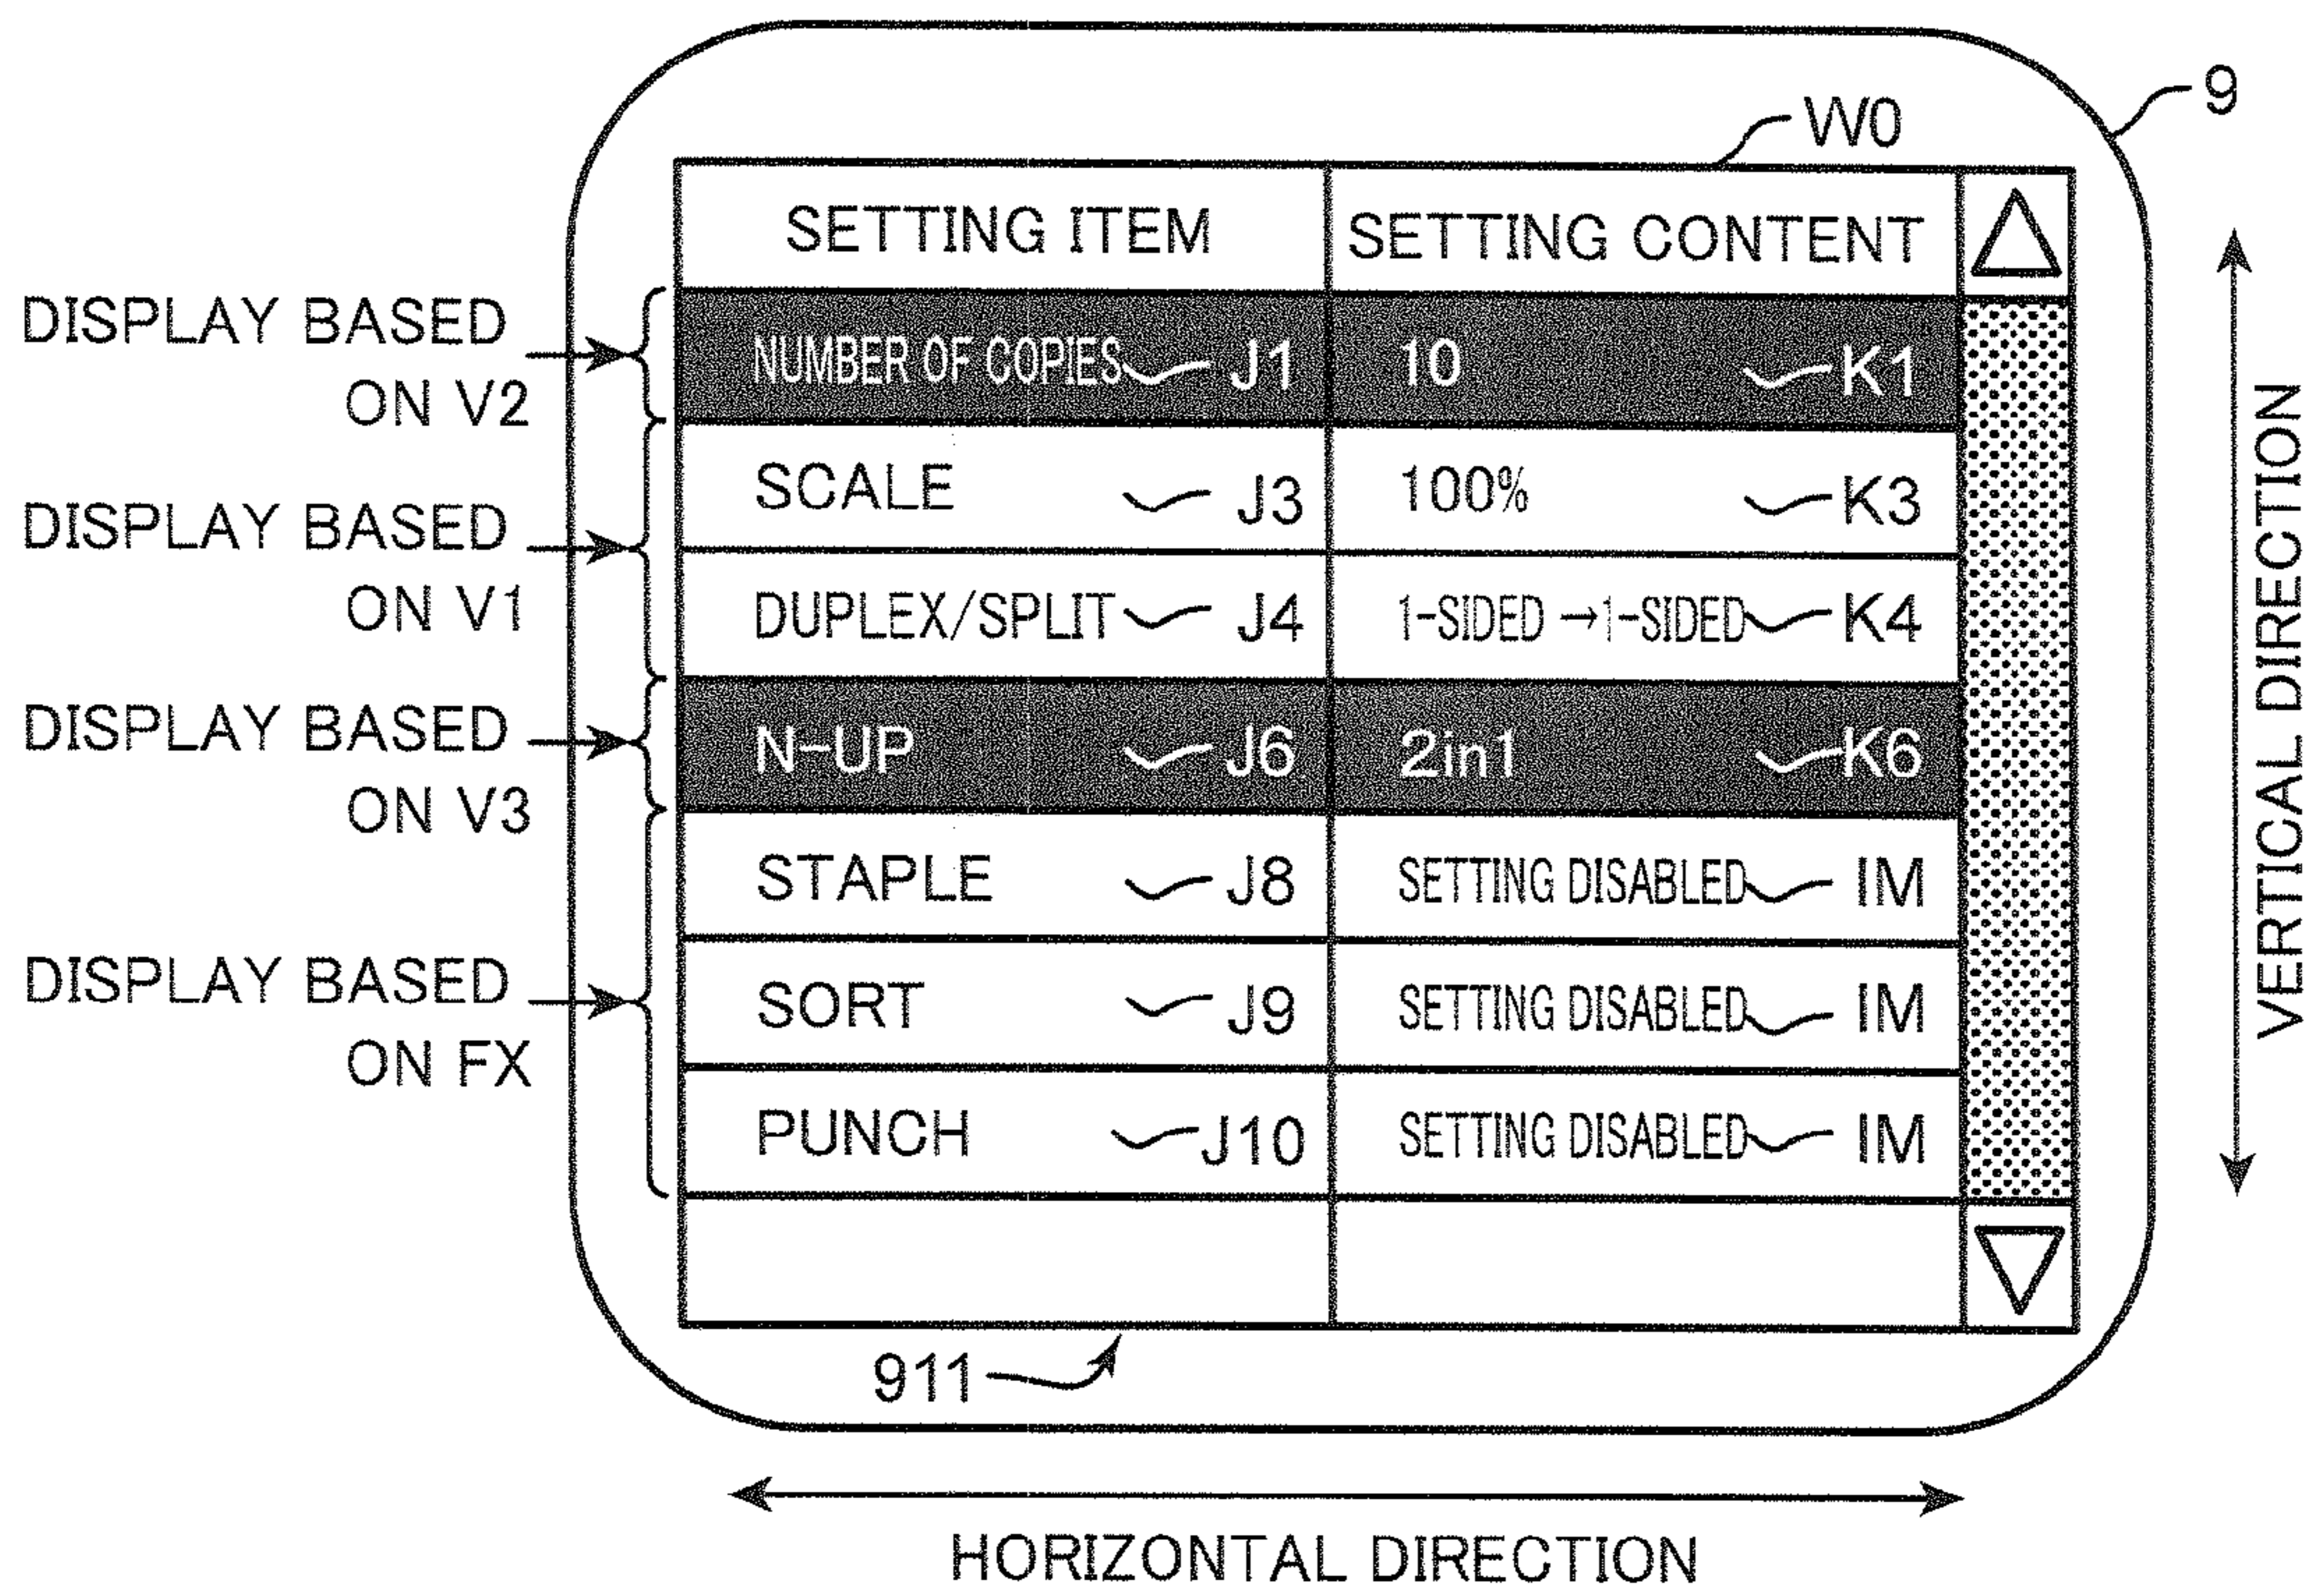 9
W0
SETTING ITEM SETTING CONTENT
DISPLAY BASED
ON V2
NUMBER OF COPIES J1 10 K1
SCALE J3 100% K3
DISPLAY BASED
ON V1
DUPLEX/SPLIT J4 1-SIDED →1-SIDED K4
DISPLAY BASED
ON V3
N-UP J6 2in1 K6
STAPLE J8 SETTING DISABLED IM
DISPLAY BASED
ON FX
SORT J9 SETTING DISABLED IM
PUNCH J10 SETTING DISABLED IM
911
VERTICAL DIRECTION
HORIZONTAL DIRECTION